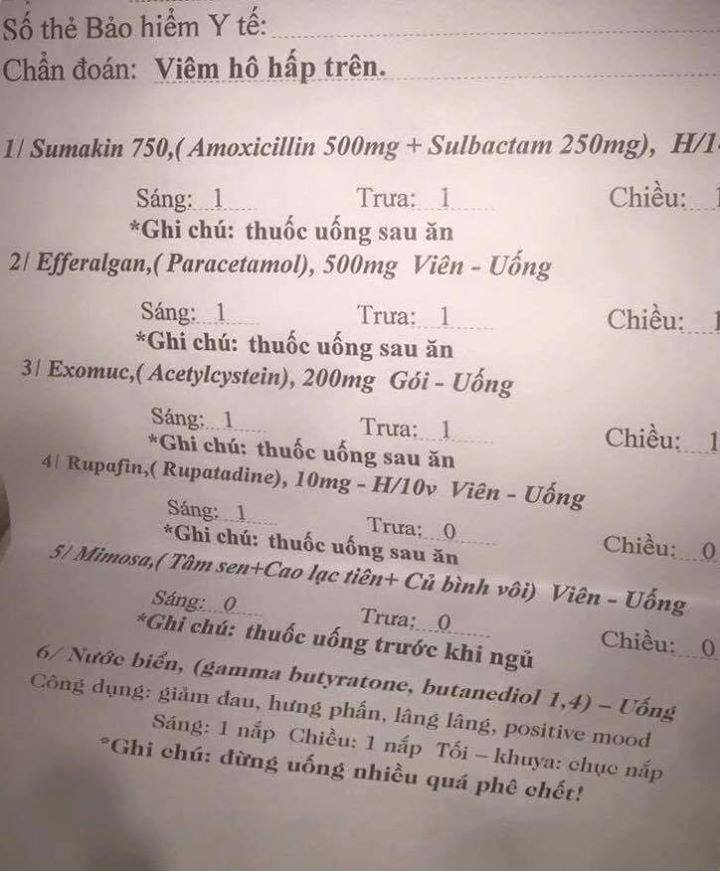 Số thẻ Bảo hiểm Y tế:
Chẩn đoán: Viêm hô hấp trên.
1/ Sumakin 750,( Amoxicillin 500mg + Sulbactam 250mg), H/1
Sáng: 1 Trưa: 1 Chiều: 1
*Ghi chú: thuốc uống sau ăn
2/ Efferalgan,( Paracetamol), 500mg Viên - Uống
Sáng: 1 Trưa: 1 Chiều: 1
*Ghi chú: thuốc uống sau ăn
3/ Exomuc,( Acetylcystein), 200mg Gói - Uống
Sáng: 1 Trưa: 1 Chiều: 1
*Ghi chú: thuốc uống sau ăn
4/ Rupafin,( Rupatadine), 10mg - H/10v Viên - Uống
Sáng: 1 Trưa: 0 Chiều: 0
*Ghi chú: thuốc uống sau ăn
5/ Mimosa,( Tâm sen+Cao lạc tiên+ Củ bình vôi) Viên - Uống
Sáng: 0 Trưa: 0 Chiều: 0
*Ghi chú: thuốc uống trước khi ngủ
6/ Nước biển, (gamma butyratone, butanediol 1,4) - Uống
Công dụng: giảm đau, hưng phấn, lâng lâng, positive mood
Sáng: 1 nắp Chiều: 1 nắp Tối - khuya: chục nắp
*Ghi chú: đừng uống nhiều quá phê chết!